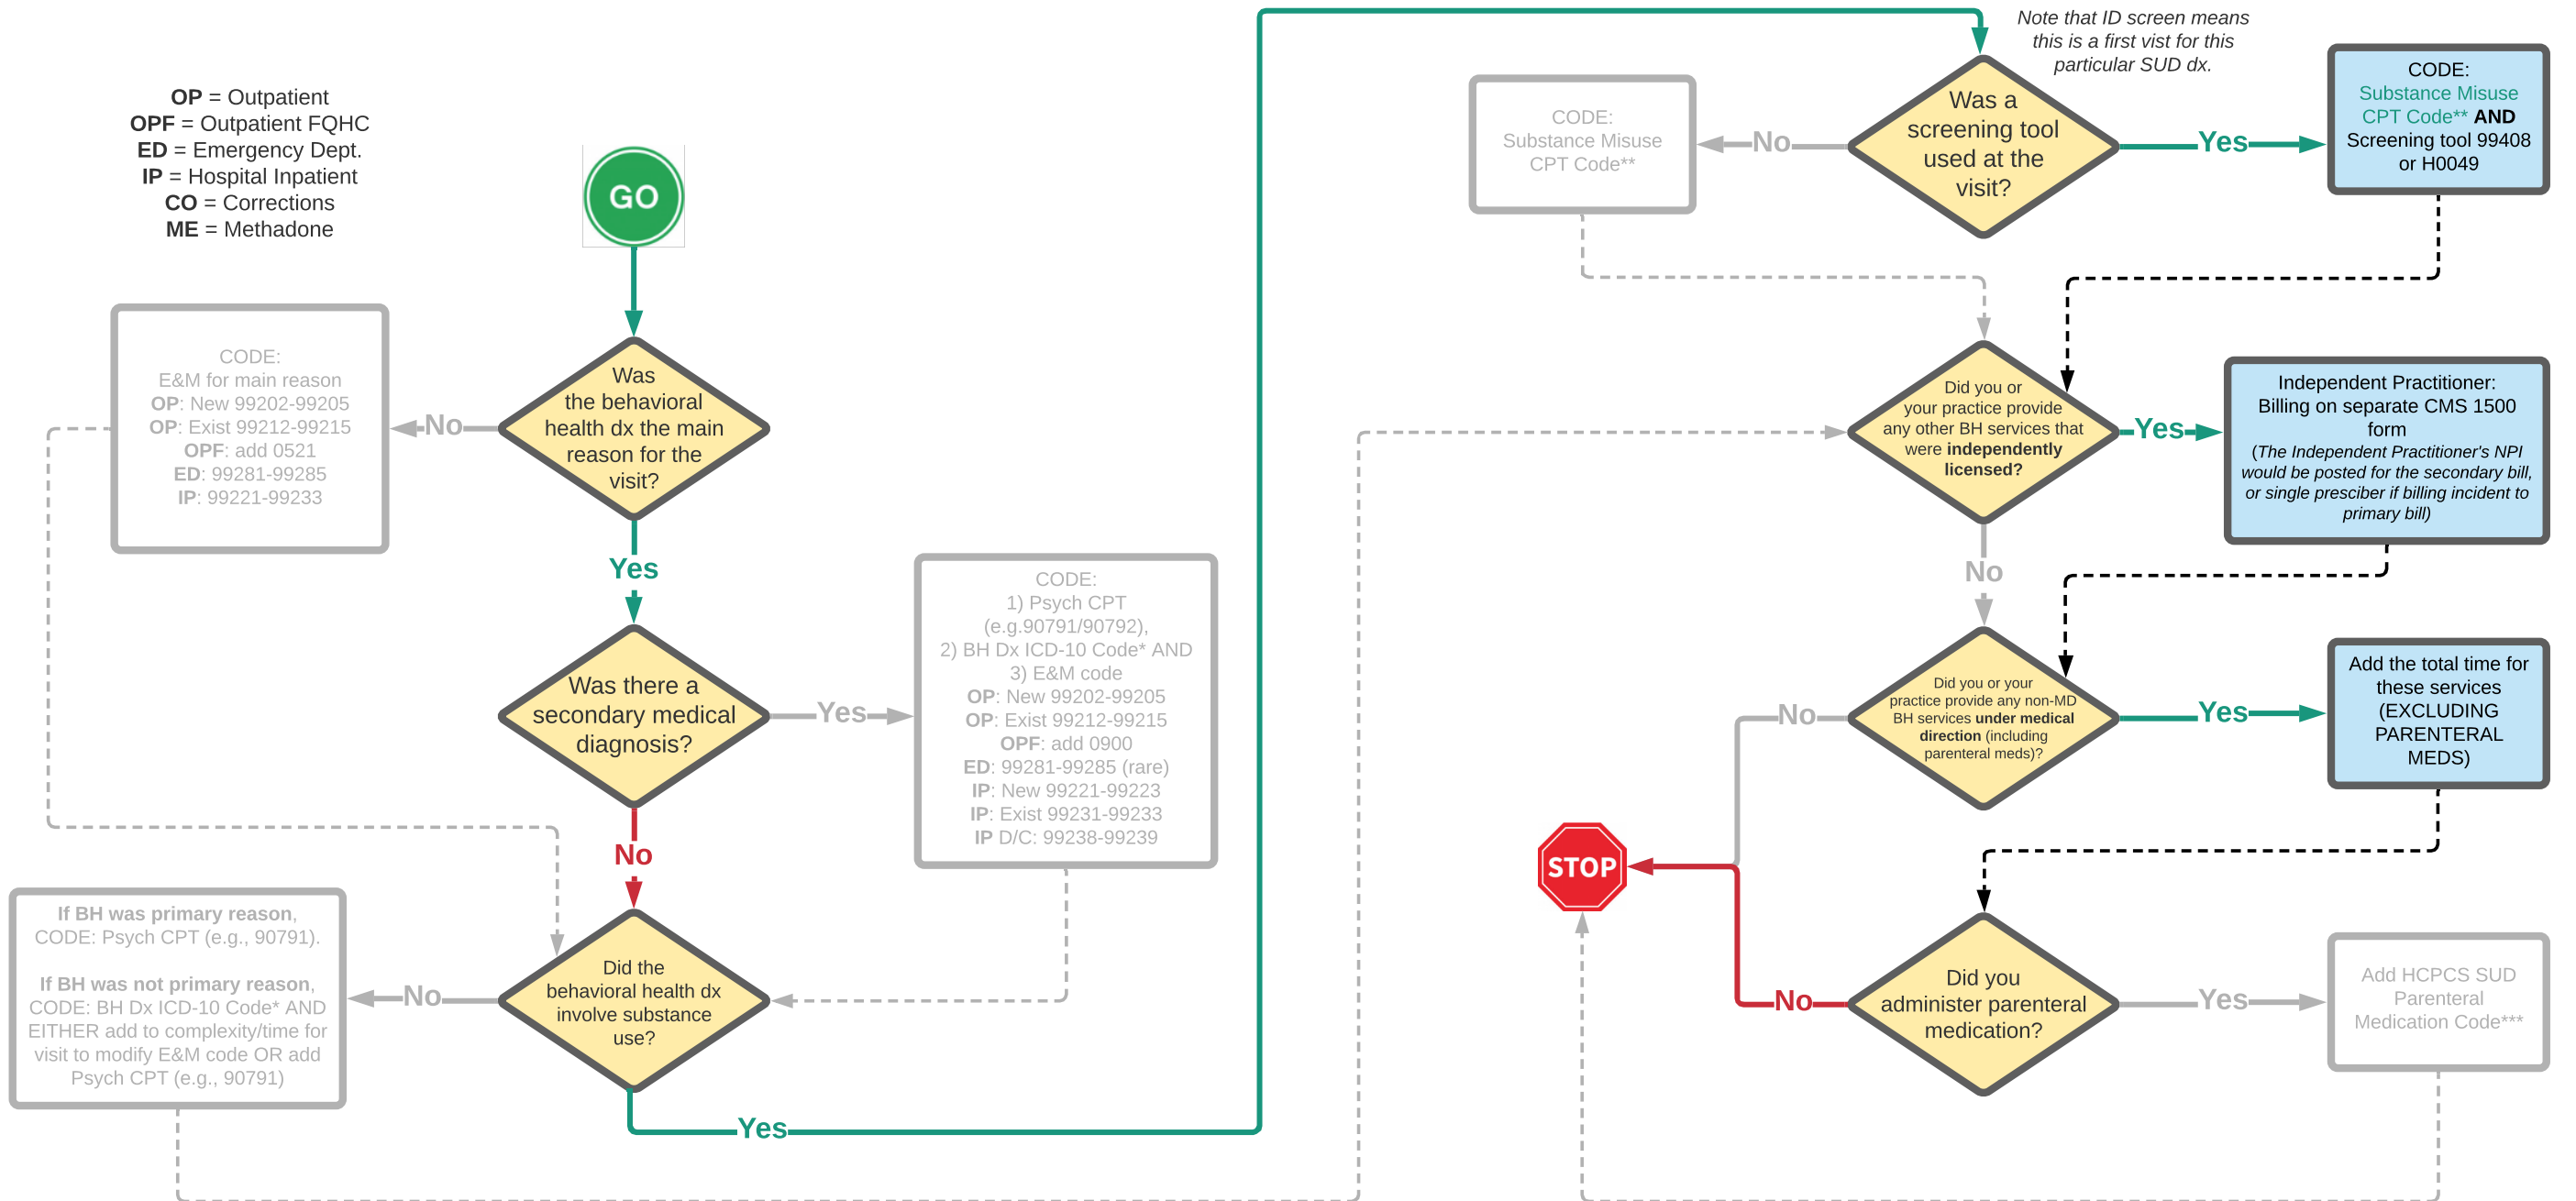 OP = Outpatient
OPF = Outpatient FQHC
ED = Emergency Dept.
IP = Hospital Inpatient
CO = Corrections
ME = Methadone
GO
CODE:
E&M for main reason
OP: New 99202-99205
OP: Exist 99212-99215
OPF: add 0521
ED: 99281-99285
IP: 99221-99233
No
Was
the behavioral
health dx the main
reason for the
visit?
Yes
Was there a
secondary medical
diagnosis?
Yes
CODE:
1) Psych CPT
(e.g.90791/90792),
2) BH Dx ICD-10 Code* AND
3) E&M code
OP: New 99202-99205
OP: Exist 99212-99215
OPF: add 0900
ED: 99281-99285 (rare)
IP: New 99221-99223
IP: Exist 99231-99233
IP D/C: 99238-99239
No
If BH was primary reason,
CODE: Psych CPT (e.g., 90791).
If BH was not primary reason,
CODE: BH Dx ICD-10 Code* AND
EITHER add to complexity/time for
visit to modify E&M code OR add
Psych CPT (e.g., 90791)
No
Did the
behavioral health dx
involve substance
use?
Yes
Note that ID screen means
this is a first vist for this
particular SUD dx.
CODE:
Substance Misuse
CPT Code**
No
Was a
screening tool
used at the
visit?
Yes
CODE:
Substance Misuse
CPT Code** AND
Screening tool 99408
or H0049
Did you or
your practice provide
any other BH services that
were independently
licensed?
Yes
Independent Practitioner:
Billing on separate CMS 1500
form
(The Independent Practitioner's NPI
would be posted for the secondary bill,
or single presciber if billing incident to
primary bill)
No
No
Did you or your
practice provide any non-MD
BH services under medical
direction (including
parenteral meds)?
Yes
Add the total time for
these services
(EXCLUDING
PARENTERAL
MEDS)
STOP
No
Did you
administer parenteral
medication?
Yes
Add HCPCS SUD
Parenteral
Medication Code***